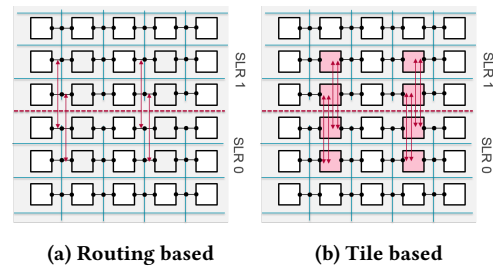 SLR 1
SLR 0
SLR 1
SLR 0
(a) Routing based
(b) Tile based